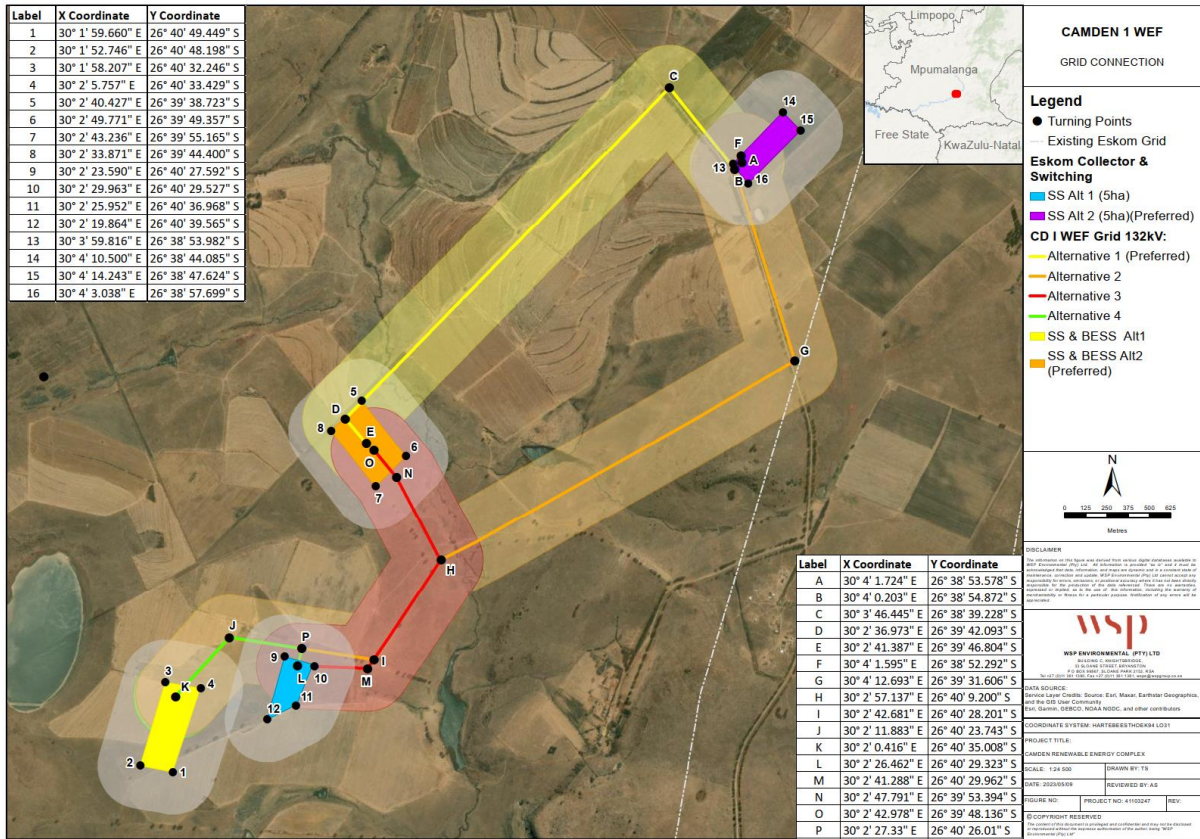 Label X Coordinate Y Coordinate
1 30° 1' 59.660" E 26° 40' 49.449" S
2 30° 1' 52.746" E 26° 40' 48.198" S
3 30° 1' 58.207" E 26° 40' 32.246" S
4 30° 2' 5.757" E 26° 40' 33.429" S
5 30° 2' 40.427" E 26° 39' 38.723" S
6 30° 2' 49.771" E 26° 39' 49.357" S
7 30° 2' 43.236" E 26° 39' 55.165" S
8 30° 2' 33.871" E 26° 39' 44.400" S
9 30° 2' 23.590" E 26° 40' 27.592" S
10 30° 2' 29.963" E 26° 40' 29.527" S
11 30° 2' 25.952" E 26° 40' 36.968" S
12 30° 2' 19.864" E 26° 40' 39.565" S
13 30° 3' 59.816" E 26° 38' 53.982" S
14 30° 4' 10.500" E 26° 38' 44.085" S
15 30° 4' 14.243" E 26° 38' 47.624" S
16 30° 4' 3.038" E 26° 38' 57.699" S
C
14
15
F
13
A
B
16
G
5
D
8
E
O
6
N
7
H
J
P
9
I
L
10
M
3
K
4
11
12
2
1
Limpopo
Mpumalanga
Free State
KwaZulu-Natal
CAMDEN 1 WEF
GRID CONNECTION
Legend
Turning Points
Existing Eskom Grid
Eskom Collector &
Switching
SS Alt 1 (5ha)
SS Alt 2 (5ha)(Preferred)
CD I WEF Grid 132kV:
Alternative 1 (Preferred)
Alternative 2
Alternative 3
Alternative 4
SS & BESS Alt1
SS & BESS Alt2
(Preferred)
N
0 125 250 375 500 625
Metres
Label X Coordinate Y Coordinate
A 30° 4' 1.724" E 26° 38' 53.578" S
B 30° 4' 0.203" E 26° 38' 54.872" S
C 30° 3' 46.445" E 26° 38' 39.228" S
D 30° 2' 36.973" E 26° 39' 42.093" S
E 30° 2' 41.387" E 26° 39' 46.804" S
F 30° 4' 1.595" E 26° 38' 52.292" S
G 30° 4' 12.693" E 26° 39' 31.606" S
H 30° 2' 57.137" E 26° 40' 9.200" S
I 30° 2' 42.681" E 26° 40' 28.201" S
J 30° 2' 11.883" E 26° 40' 23.743" S
K 30° 2' 0.416" E 26° 40' 35.008" S
L 30° 2' 26.462" E 26° 40' 29.323" S
M 30° 2' 41.288" E 26° 40' 29.962" S
N 30° 2' 47.791" E 26° 39' 53.394" S
O 30° 2' 42.978" E 26° 39' 48.136" S
P 30° 2' 27.33" E 26° 40' 26.01" S
DISCLAIMER
wsp
WSP ENVIRONMENTAL (PTY) LTD
BUILDING C, KNIGHTSBRIDGE,
33 SLOANE STREET, BRYANSTON
DATA SOURCE:
Service Layer Credits: Source: Esri, Maxar, Earthstar Geographics,
and the GIS User Community
Esri, Garmin, GEBCO, NOAA NGDC, and other contributors
COORDINATE SYSTEM: HARTEBEESTHOEK94 LO31
PROJECT TITLE:
CAMDEN RENEWABLE ENERGY COMPLEX
SCALE: 1:24 500 DRAWN BY: TS
DATE: 2023/05/09 REVIEWED BY: AS
FIGURE NO: PROJECT NO: 41103247 REV:
© COPYRIGHT RESERVED